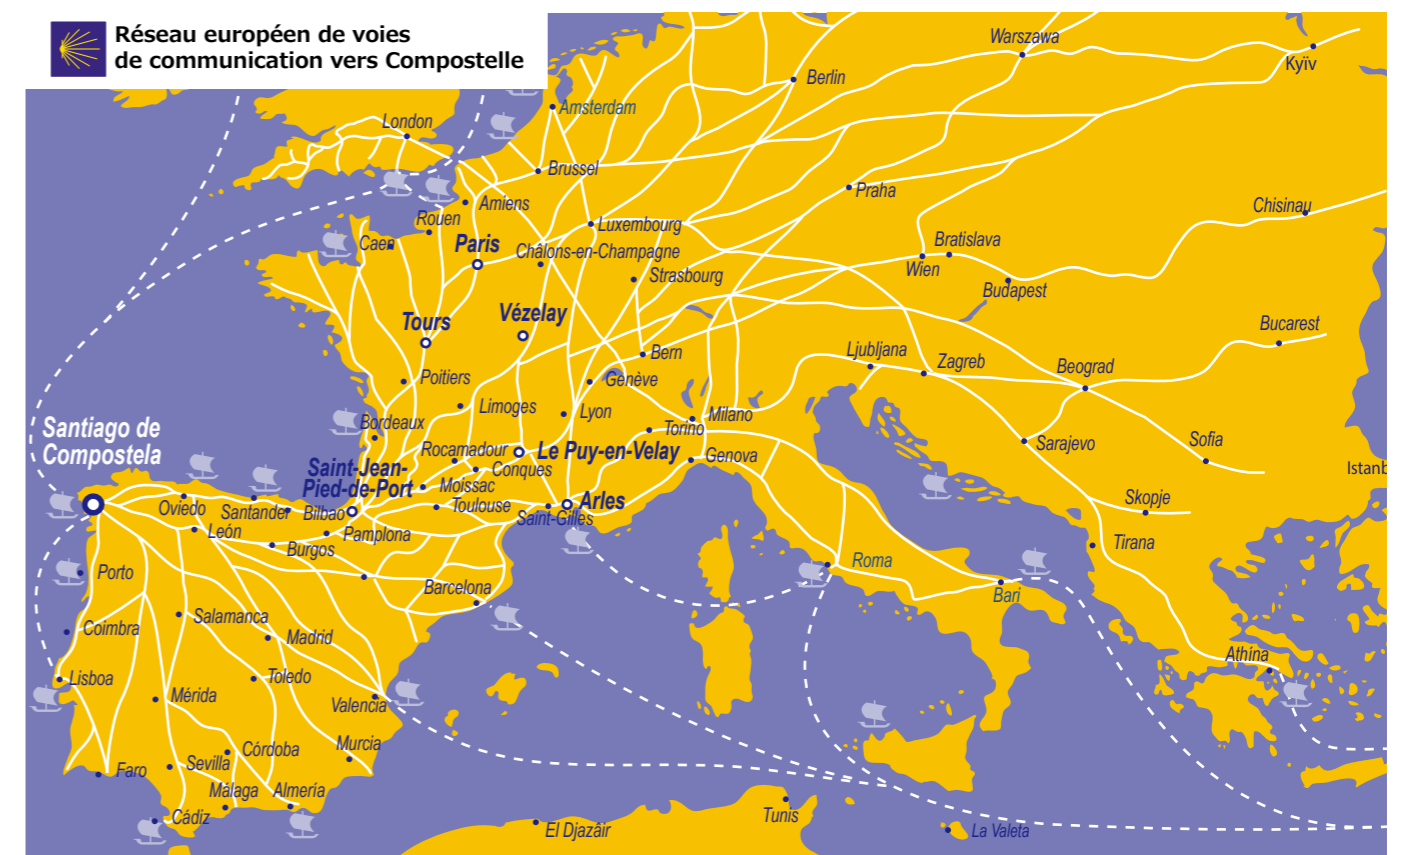 Réseau européen de voies
de communication vers Compostelle
Warszawa
Kyïv
Berlin
Amsterdam
London
Brussel
Praha
Amiens
Chisinau
Rouen
Luxembourg
Caen
Paris
Châlons-en-Champagne
Bratislava
Wien
Strasbourg
Budapest
Vézelay
Tours
Bucarest
Bern
Ljubljana
Zagreb
Beograd
Poitiers
Genève
Limoges
Lyon
Milano
Bordeaux
Torino
Santiago de
Compostela
Rocamadour
Le Puy-en-Velay
Genova
Sarajevo
Sofia
Saint-Jean-
Pied-de-Port
Conques
Istanb
Moissac
Arles
Skopje
Oviedo
Santander
Bilbao
Toulouse
Saint-Gilles
León
Pamplona
Burgos
Tirana
Roma
Porto
Barcelona
Bari
Salamanca
Coimbra
Madrid
Athína
Lisboa
Toledo
Mérida
Valencia
Murcia
Córdoba
Sevilla
Faro
Málaga
Almería
Cádiz
Tunis
El Djazâir
La Valeta